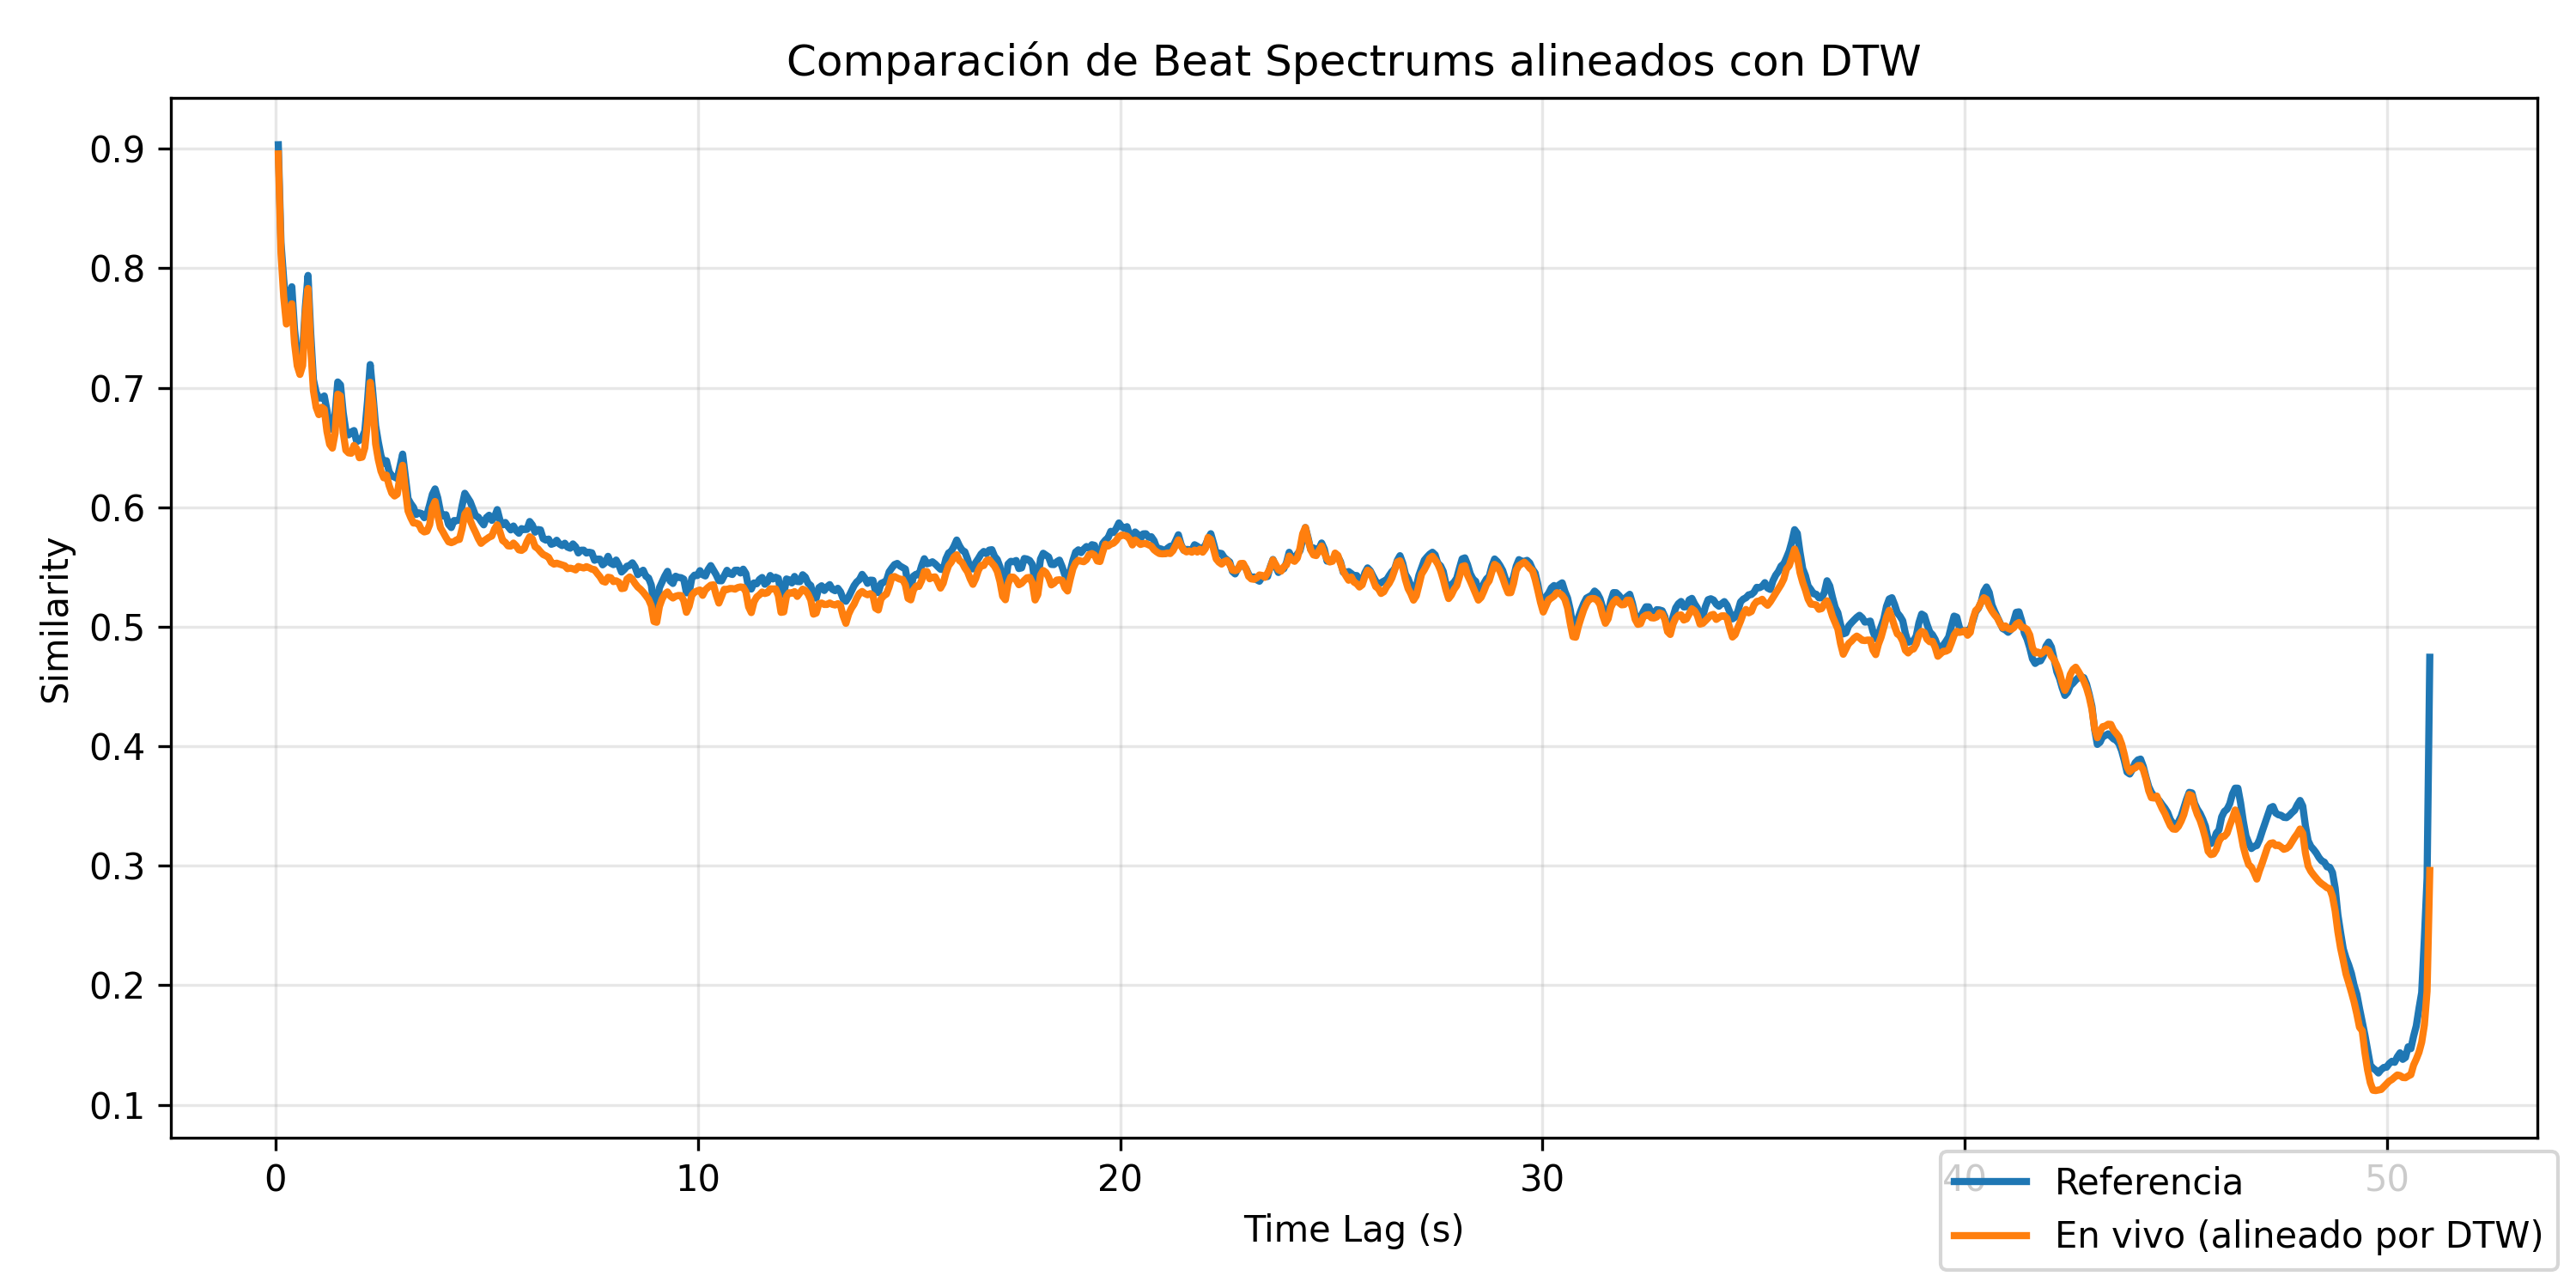 Comparación de Beat Spectrums alineados con DTW
0.9
0.8
0.7
0.6
0.5
0.4
0.3
0.2
0.1
Similarity
0 10 20 30 40 50
Time Lag (s)
Referencia
En vivo (alineado por DTW)